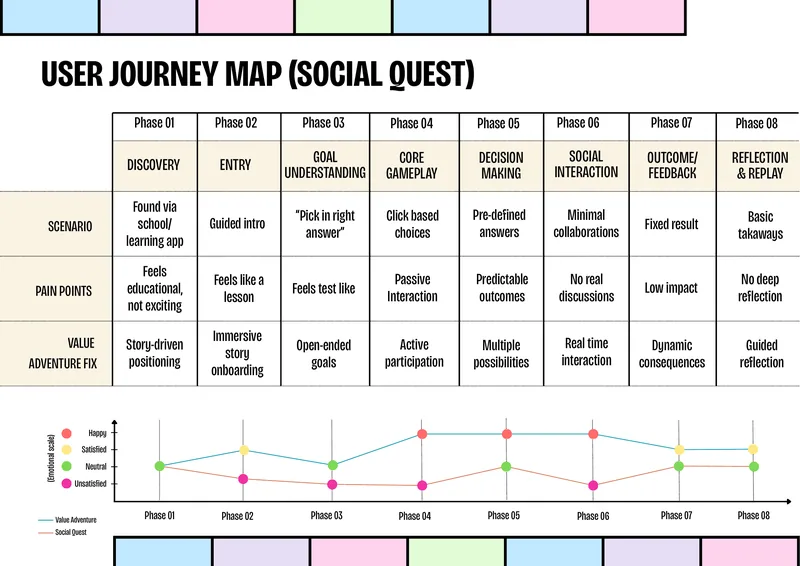 USER JOURNEY MAP (SOCIAL QUEST)
Phase 01
Phase 02
Phase 03
Phase 04
Phase 05
Phase 06
Phase 07
Phase 08
DISCOVERY
ENTRY
GOAL
UNDERSTANDING
CORE
GAMEPLAY
DECISION
MAKING
SOCIAL
INTERACTION
OUTCOME/
FEEDBACK
REFLECTION
& REPLAY
SCENARIO
Found via
school/
learning app
Guided intro
"Pick in right
answer"
Click based
choices
Pre-defined
answers
Minimal
collaborations
Fixed result
Basic
takaways
PAIN POINTS
Feels
educational,
not exciting
Feels like a
lesson
Feels test like
Passive
Interaction
Predictable
outcomes
No real
discussions
Low impact
No deep
reflection
VALUE
ADVENTURE FIX
Story-driven
positioning
Immersive
story
onboarding
Open-ended
goals
Active
participation
Multiple
possibilities
Real time
interaction
Dynamic
consequences
Guided
reflection
(Emotional scale)
Happy
Satisfied
Neutral
Unsatisfied
Phase 01
Phase 02
Phase 03
Phase 04
Phase 05
Phase 06
Phase 07
Phase 08
Value Adventure
Social Quest